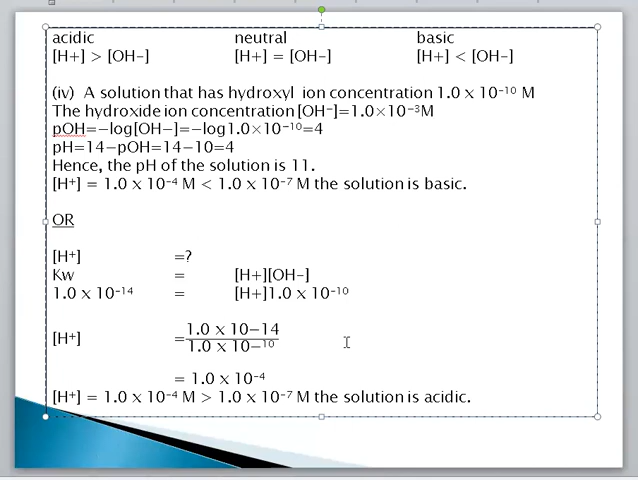 acidic neutral basic
[H+] > [OH-] [H+] = [OH-] [H+] < [OH-]
(iv) A solution that has hydroxyl ion concentration 1.0 x 10⁻¹⁰ M
The hydroxide ion concentration [OH⁻]=1.0×10⁻³M
pOH=−log[OH−]=−log1.0×10⁻¹⁰=4
pH=14−pOH=14−10=4
Hence, the pH of the solution is 11.
[H⁺] = 1.0 x 10⁻⁴ M < 1.0 x 10⁻⁷ M the solution is basic.
OR
[H⁺] =?
Kw = [H+][OH-]
1.0 x 10⁻¹⁴ = [H+]1.0 x 10⁻¹⁰
1.0 x 10−14
[H⁺] =
1.0 x 10−¹⁰
= 1.0 x 10⁻⁴
[H⁺] = 1.0 x 10⁻⁴ M > 1.0 x 10⁻⁷ M the solution is acidic.